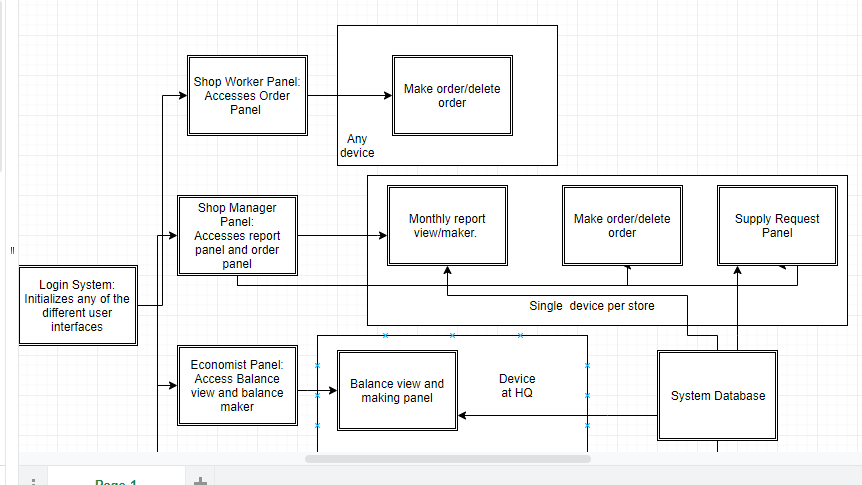 Shop Worker Panel:
Accesses Order
Panel
Make order/delete
order
Any
device
Shop Manager
Panel:
Accesses report
panel and order
panel
Monthly report
view/maker.
Make order/delete
order
Supply Request
Panel
Single device per store
Login System:
Initializes any of the
different user
interfaces
Economist Panel:
Access Balance
view and balance
maker
Balance view and
making panel
Device
at HQ
System Database
Page-1